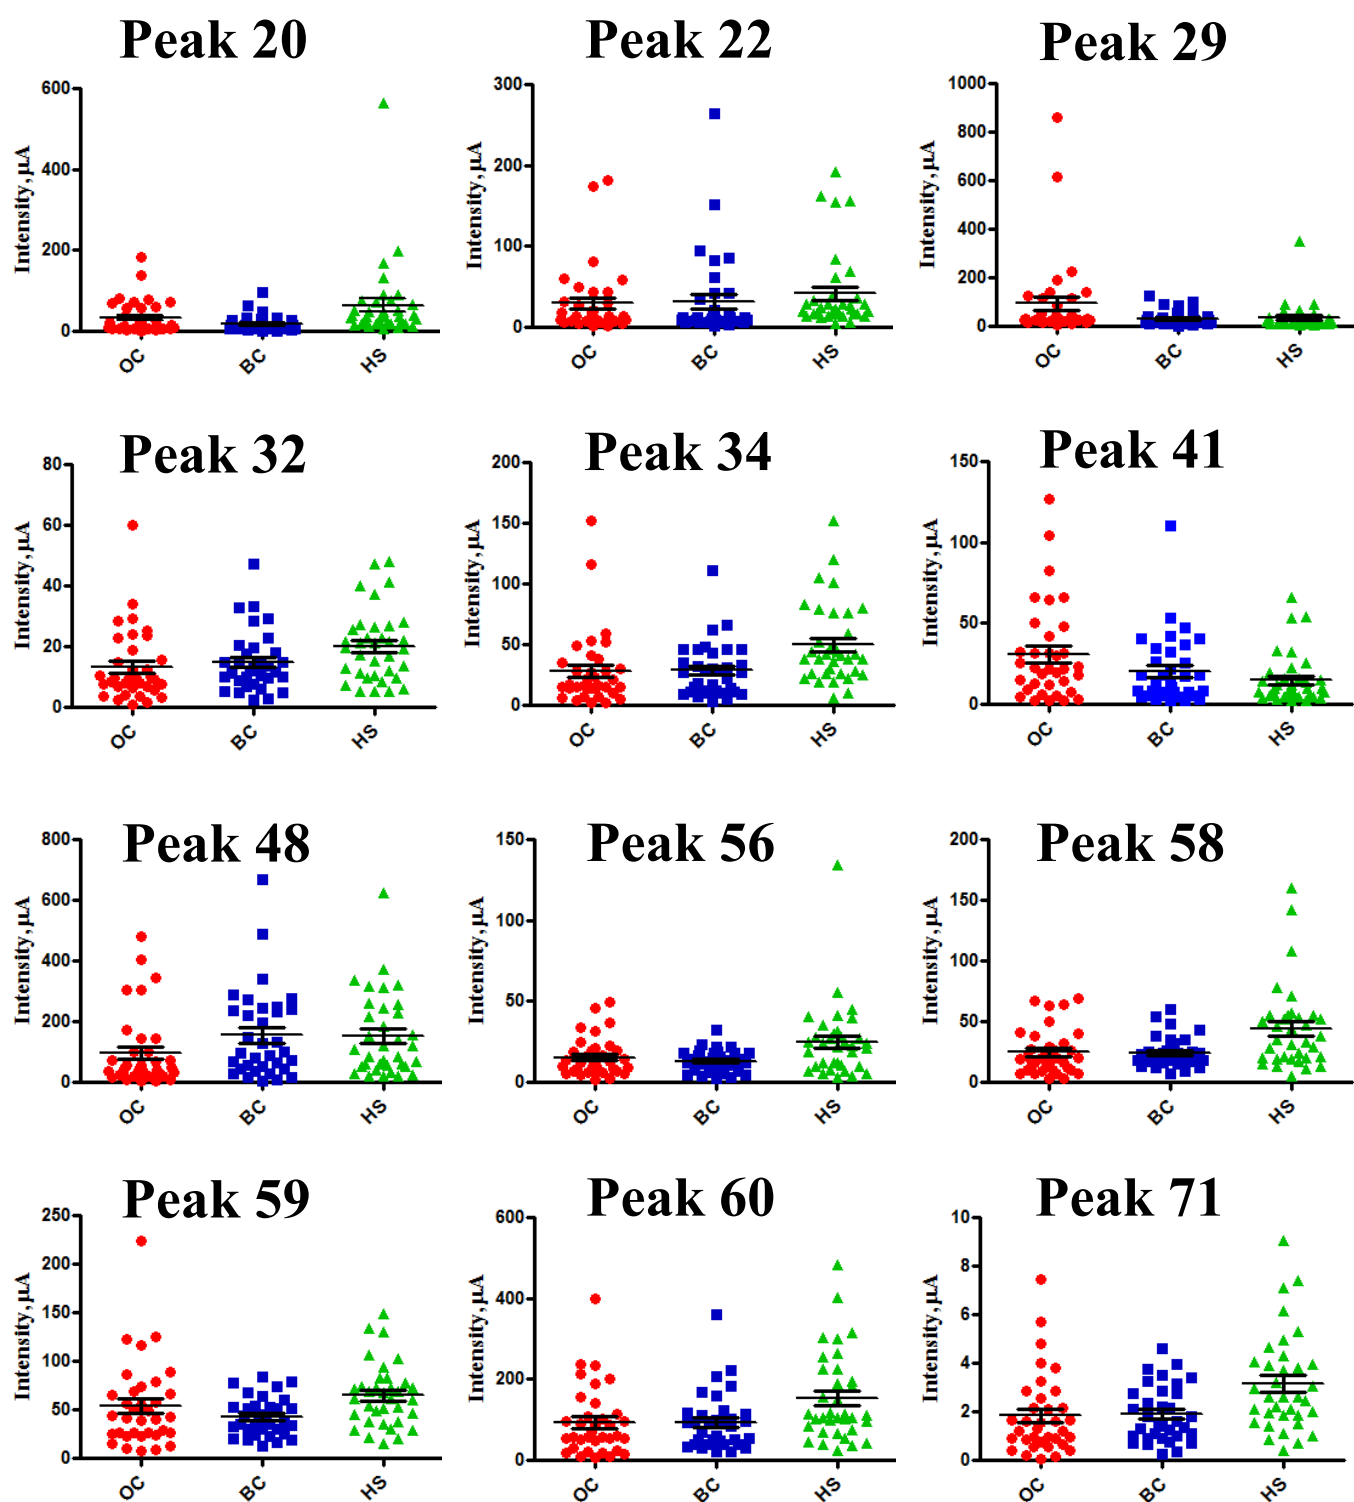 Peak 20
Peak 22
Peak 29
600
400
200
0
Intensity, µA
OC
BC
HS
300
200
100
0
Intensity, µA
OC
BC
HS
1000
800
600
400
200
0
Intensity, µA
OC
BC
HS
Peak 32
Peak 34
Peak 41
80
60
40
20
0
Intensity, µA
OC
BC
HS
200
150
100
50
0
Intensity, µA
OC
BC
HS
150
100
50
0
Intensity, µA
OC
BC
HS
Peak 48
Peak 56
Peak 58
800
600
400
200
0
Intensity, µA
OC
BC
HS
150
100
50
0
Intensity, µA
OC
BC
HS
200
150
100
50
0
Intensity, µA
OC
BC
HS
Peak 59
Peak 60
Peak 71
250
200
150
100
50
0
Intensity, µA
OC
BC
HS
600
400
200
0
Intensity, µA
OC
BC
HS
10
8
6
4
2
0
Intensity, µA
OC
BC
HS